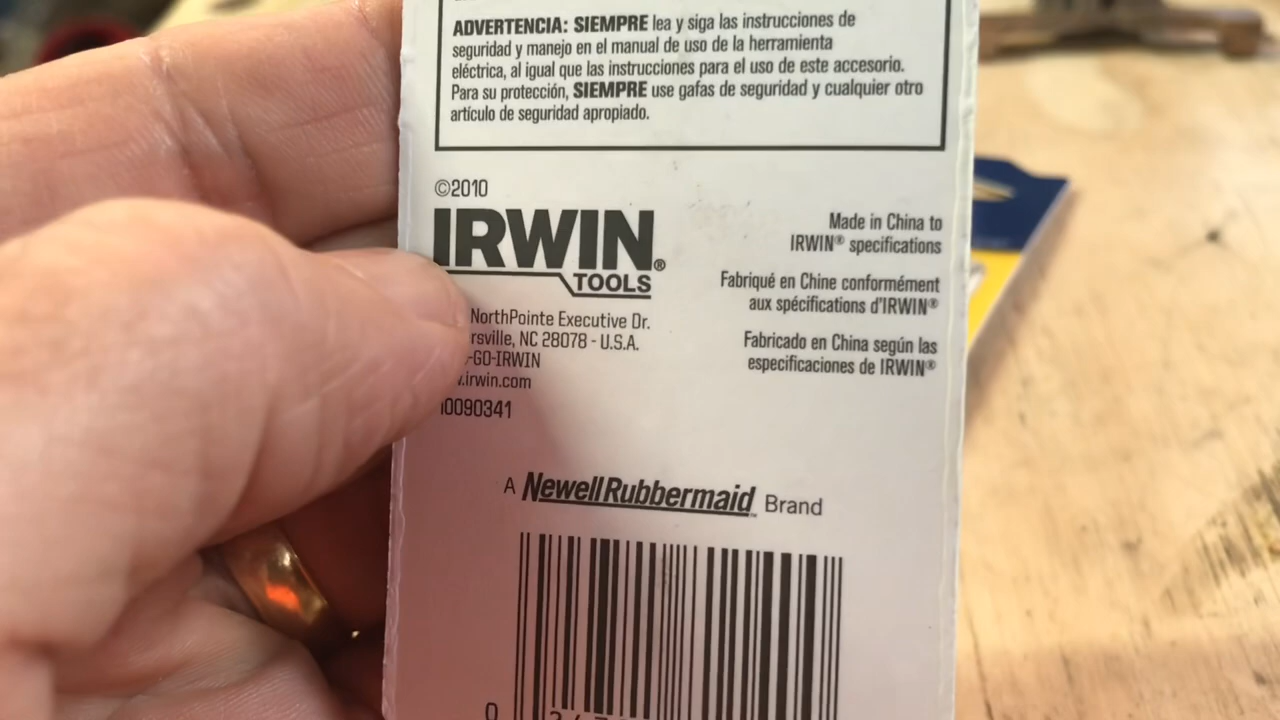 ADVERTENCIA: SIEMPRE lea y siga las instrucciones de
seguridad y manejo en el manual de uso de la herramienta
eléctrica, al igual que las instrucciones para el uso de este accesorio.
Para su protección, SIEMPRE use gafas de seguridad y cualquier otro
artículo de seguridad apropiado.
©2010
IRWIN®
TOOLS
NorthPointe Executive Dr.
rsville, NC 28078 - U.S.A.
-GO-IRWIN
.irwin.com
10090341
Made in China to
IRWIN® specifications
Fabriqué en Chine conformément
aux spécifications d'IRWIN®
Fabricado en China según las
especificaciones de IRWIN®
A NewellRubbermaid™ Brand
0